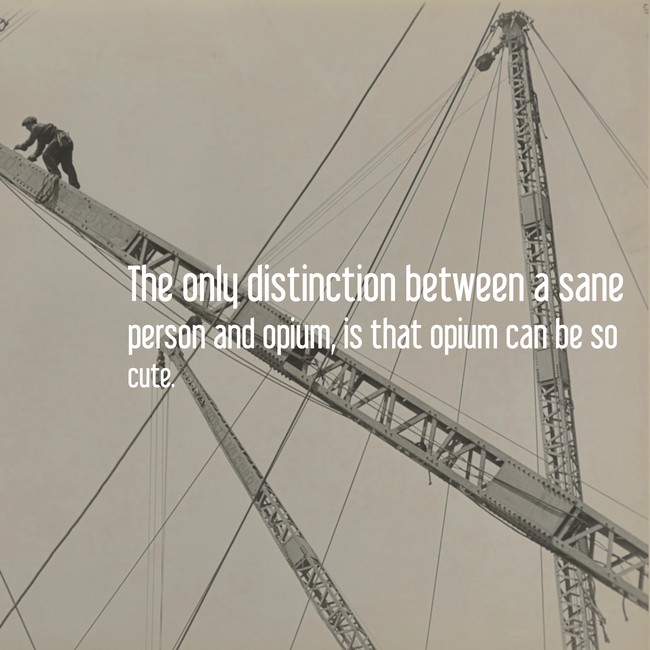 The only distinction between a sane
person and opium, is that opium can be so
cute.